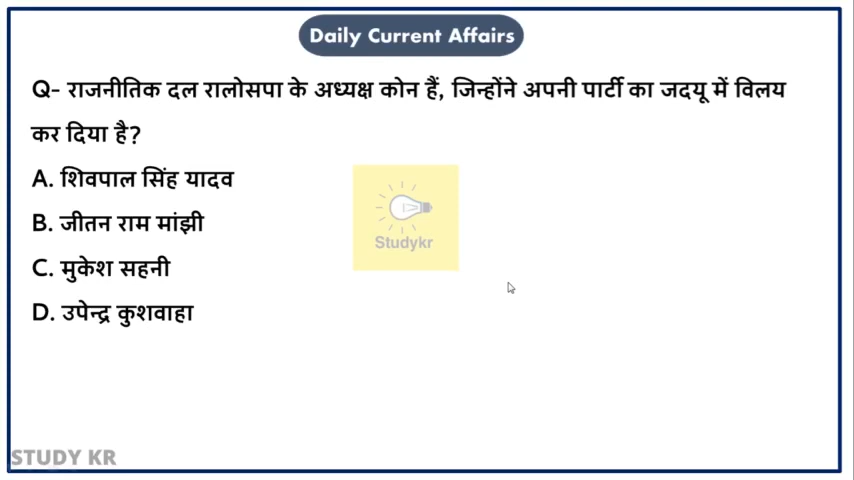 Daily Current Affairs
Q- राजनीतिक दल रालोसपा के अध्यक्ष कोन हैं, जिन्होंने अपनी पार्टी का जदयू में विलय
कर दिया है?
A. शिवपाल सिंह यादव
B. जीतन राम मांझी
Studykr
C. मुकेश सहनी
D. उपेन्द्र कुशवाहा
STUDY KR